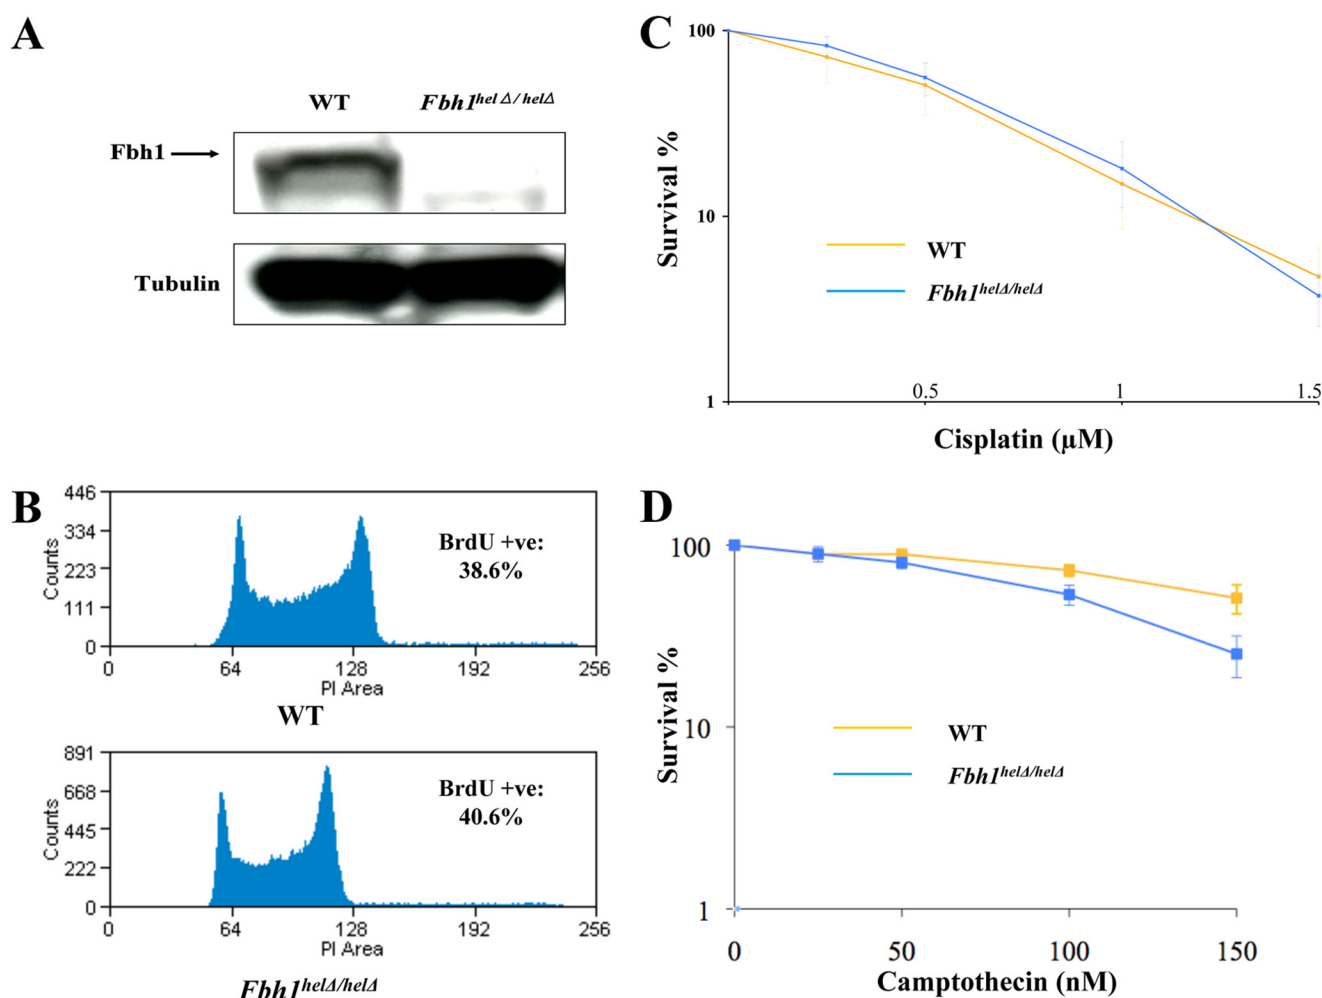 A
WT Fbh1helΔ/helΔ
Fbh1
Tubulin
B
446
334
223
111
0
Counts
BrdU +ve:
38.6%
0 64 128 192 256
PI Area
WT
891
668
445
222
0
Counts
BrdU +ve:
40.6%
0 64 128 192 256
PI Area
Fbh1helΔ/helΔ
C
100
10
1
Survival %
WT
Fbh1helΔ/helΔ
0.5 1 1.5
Cisplatin (µM)
D
100
10
1
Survival %
WT
Fbh1helΔ/helΔ
0 50 100 150
Camptothecin (nM)